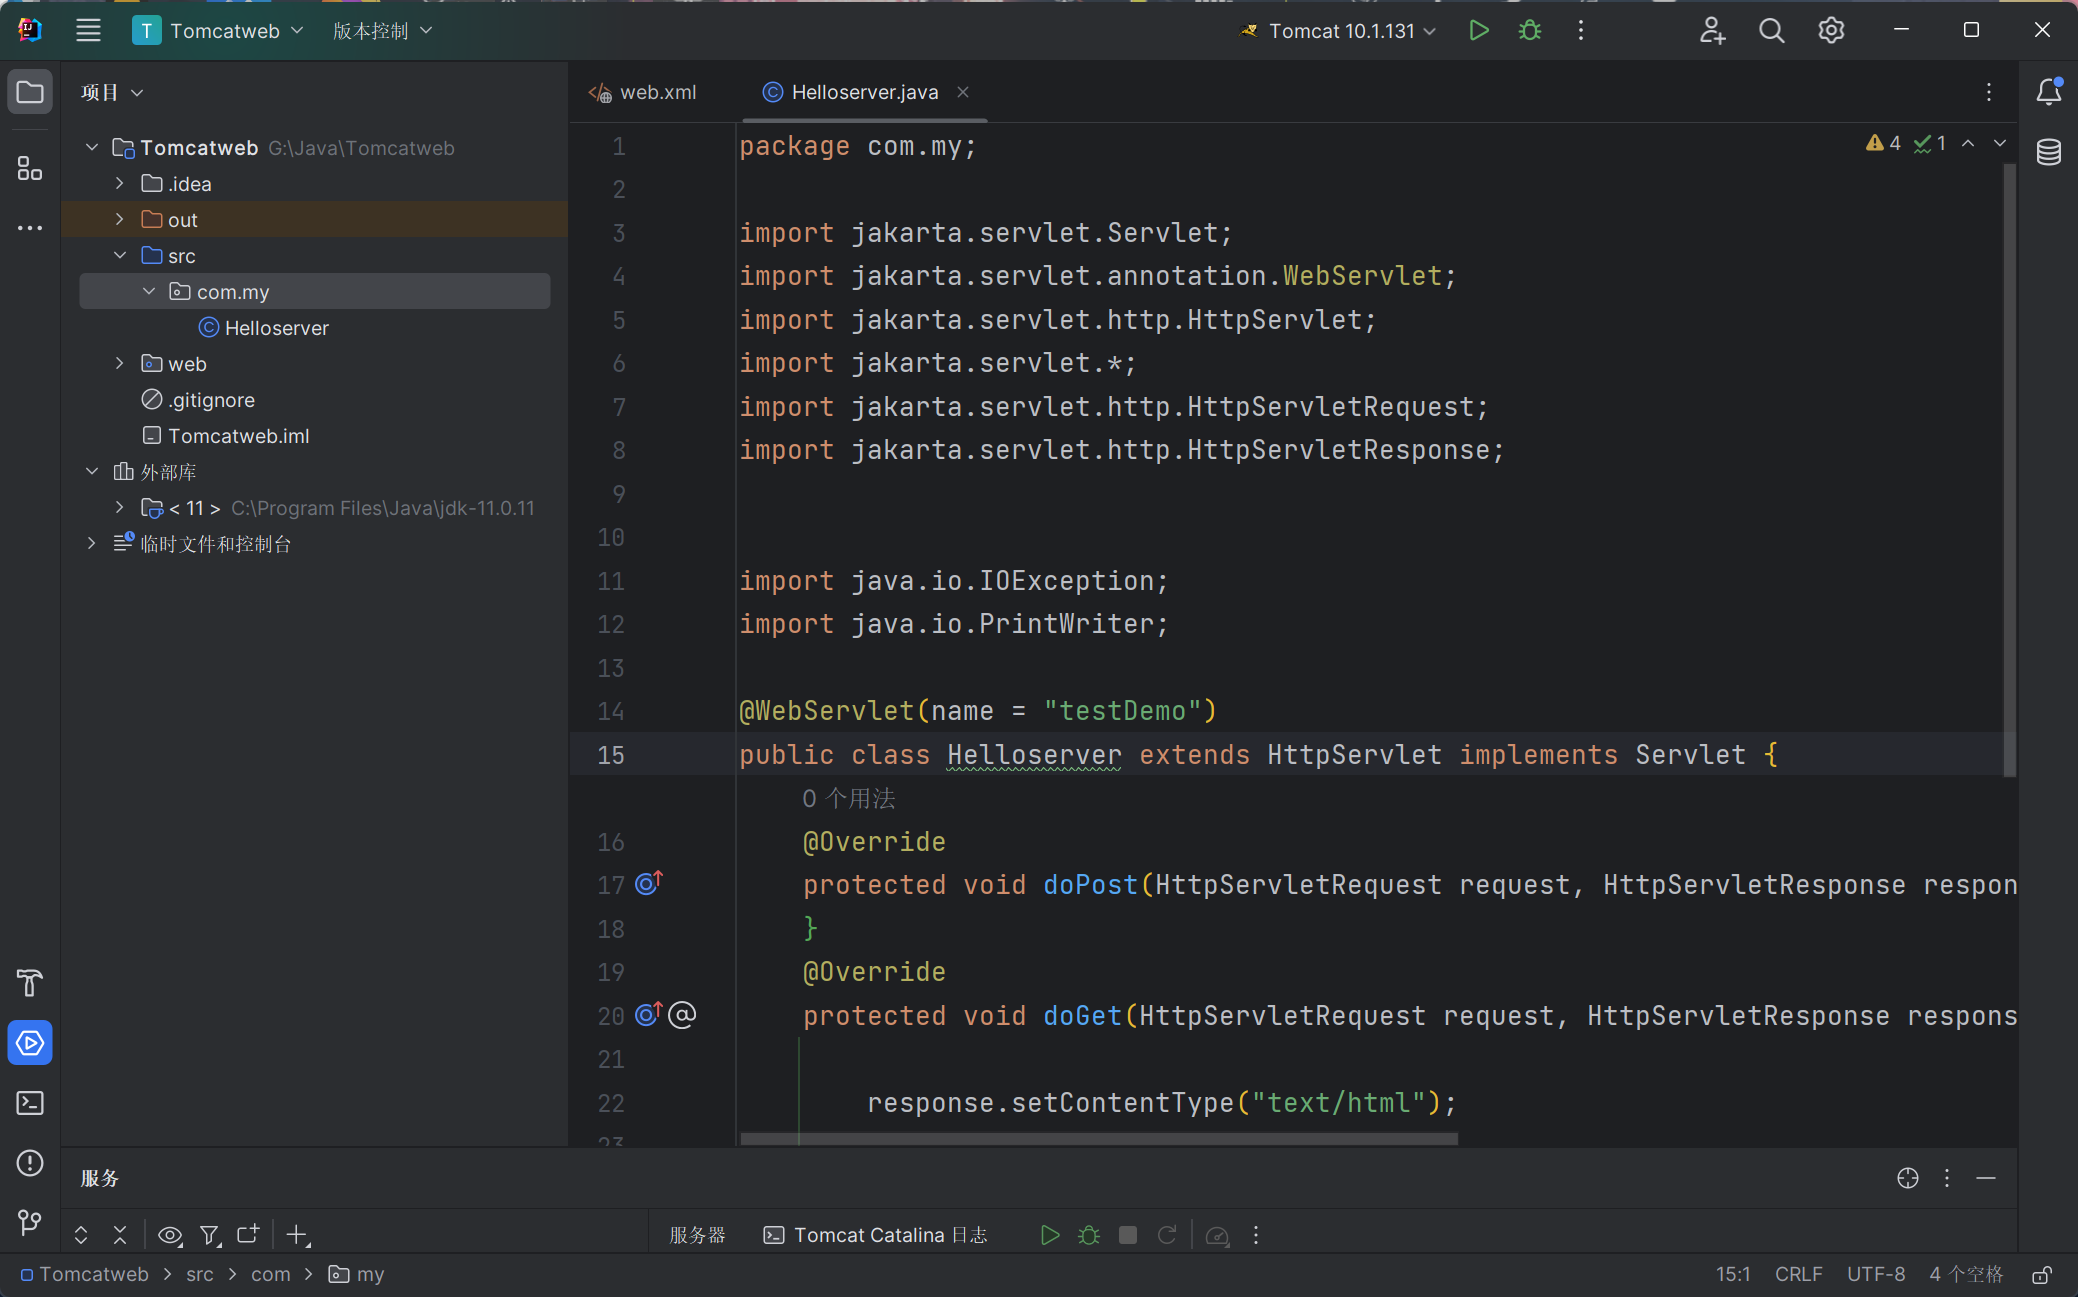 T Tomcatweb 版本控制 Tomcat 10.1.131
项目
Tomcatweb G:\Java\Tomcatweb
.idea
out
src
com.my
Helloserver
web
.gitignore
Tomcatweb.iml
外部库
< 11 > C:\Program Files\Java\jdk-11.0.11
临时文件和控制台
web.xml Helloserver.java
4 1
1 package com.my;
2
3 import jakarta.servlet.Servlet;
4 import jakarta.servlet.annotation.WebServlet;
5 import jakarta.servlet.http.HttpServlet;
6 import jakarta.servlet.*;
7 import jakarta.servlet.http.HttpServletRequest;
8 import jakarta.servlet.http.HttpServletResponse;
9
10
11 import java.io.IOException;
12 import java.io.PrintWriter;
13
14 @WebServlet(name = "testDemo")
15 public class Helloserver extends HttpServlet implements Servlet {
0 个用法
16 @Override
17 protected void doPost(HttpServletRequest request, HttpServletResponse respon
18 }
19 @Override
20 protected void doGet(HttpServletRequest request, HttpServletResponse respons
21
22 response.setContentType("text/html");
23
服务
服务器 Tomcat Catalina 日志
Tomcatweb > src > com > my 15:1 CRLF UTF-8 4 个空格